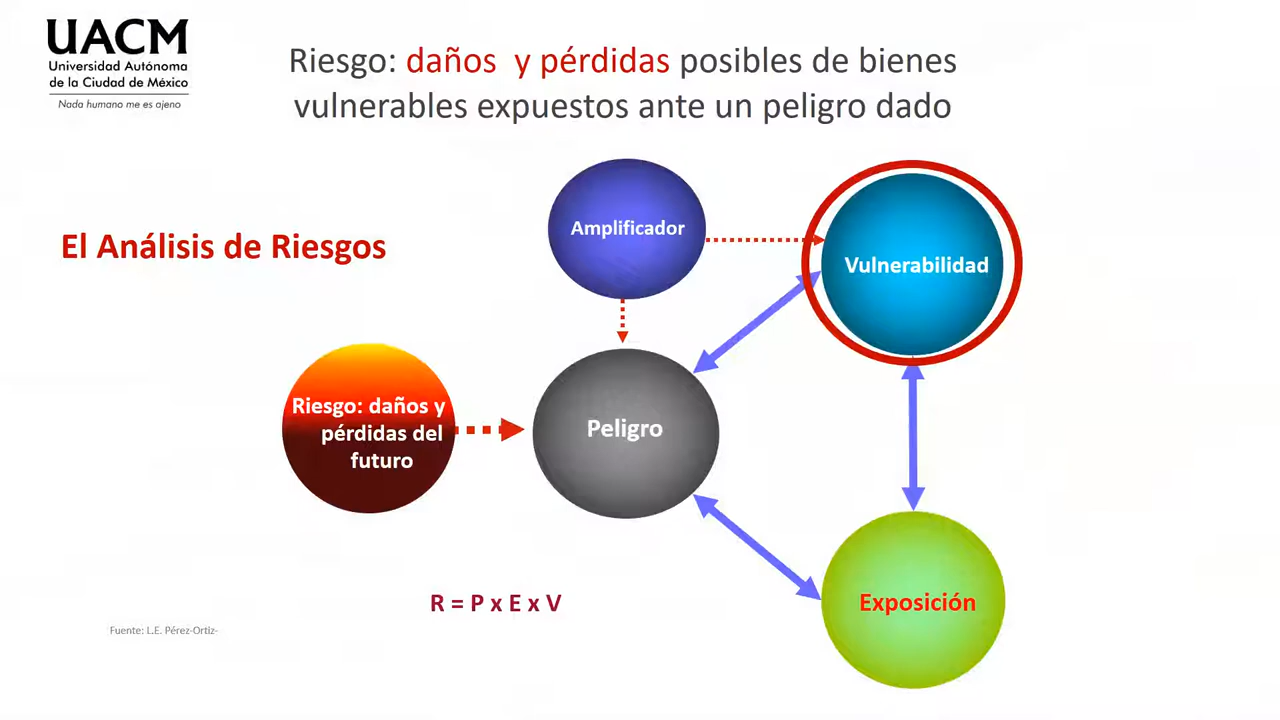 UACM
Universidad Autónoma
de la Ciudad de México
Nada humano me es ajeno
Riesgo: daños y pérdidas posibles de bienes
vulnerables expuestos ante un peligro dado
El Análisis de Riesgos
Amplificador
Vulnerabilidad
Riesgo: daños y
pérdidas del
futuro
Peligro
Exposición
R = P x E x V
Fuente: L.E. Pérez-Ortiz-